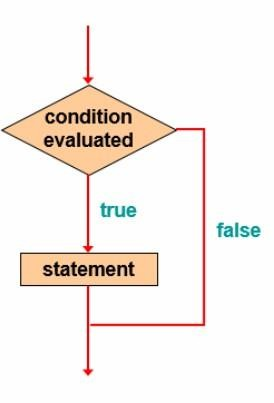 condition
evaluated
true
false
statement